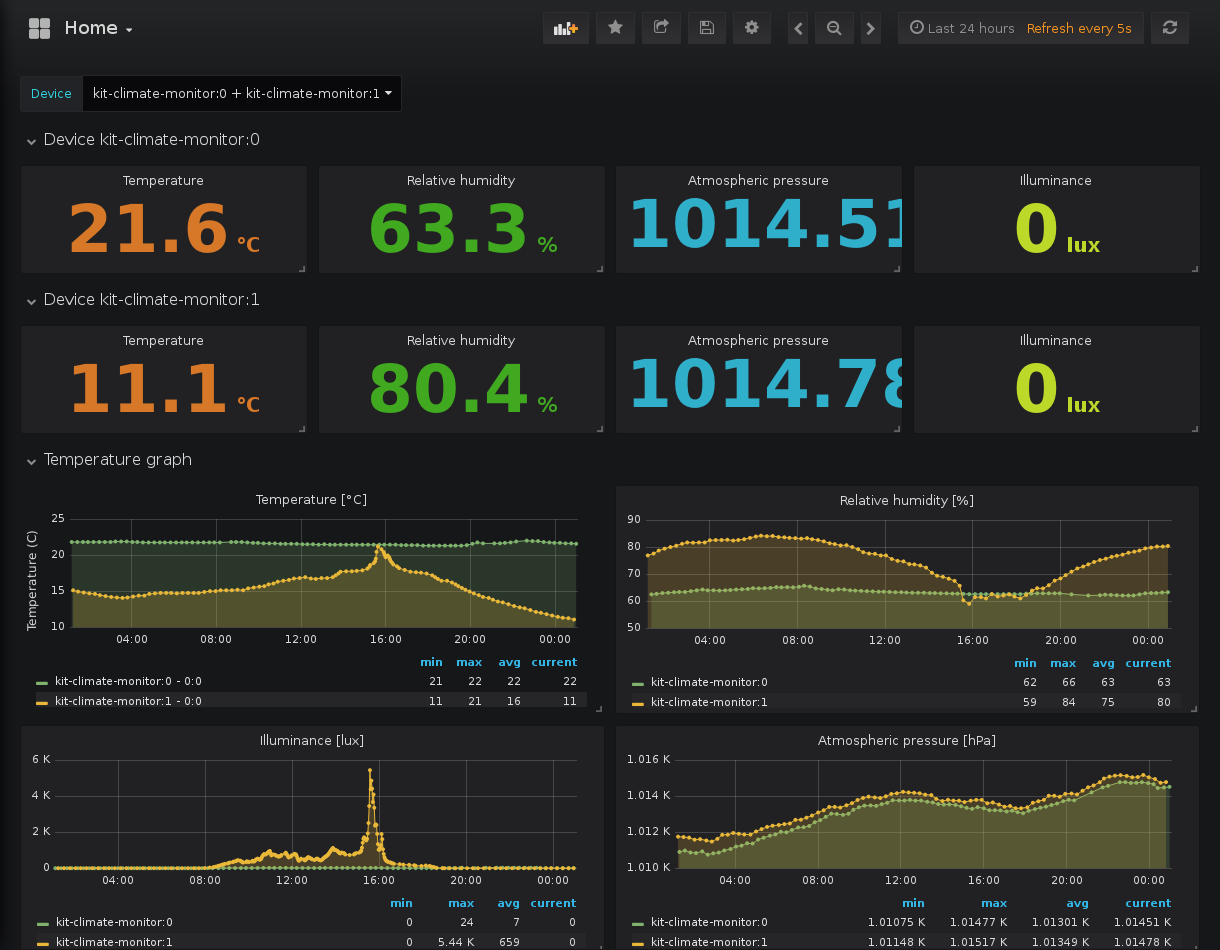 Home
Last 24 hours Refresh every 5s
Device kit-climate-monitor:0 + kit-climate-monitor:1
Device kit-climate-monitor:0
Temperature Relative humidity Atmospheric pressure Illuminance
21.6 °C 63.3 % 1014.51 0 lux
Device kit-climate-monitor:1
Temperature Relative humidity Atmospheric pressure Illuminance
11.1 °C 80.4 % 1014.78 0 lux
Temperature graph
Temperature [°C]
Temperature (C)
25
20
15
10
04:00 08:00 12:00 16:00 20:00 00:00
min max avg current
kit-climate-monitor:0 - 0:0 21 22 22 22
kit-climate-monitor:1 - 0:0 11 21 16 11
Relative humidity [%]
90
80
70
60
50
04:00 08:00 12:00 16:00 20:00 00:00
min max avg current
kit-climate-monitor:0 62 66 63 63
kit-climate-monitor:1 59 84 75 80
Illuminance [lux]
6 K
4 K
2 K
0
04:00 08:00 12:00 16:00 20:00 00:00
min max avg current
kit-climate-monitor:0 0 24 7 0
kit-climate-monitor:1 0 5.44 K 659 0
Atmospheric pressure [hPa]
1.016 K
1.014 K
1.012 K
1.010 K
04:00 08:00 12:00 16:00 20:00 00:00
min max avg current
kit-climate-monitor:0 1.01075 K 1.01477 K 1.01301 K 1.01451 K
kit-climate-monitor:1 1.01148 K 1.01517 K 1.01349 K 1.01478 K